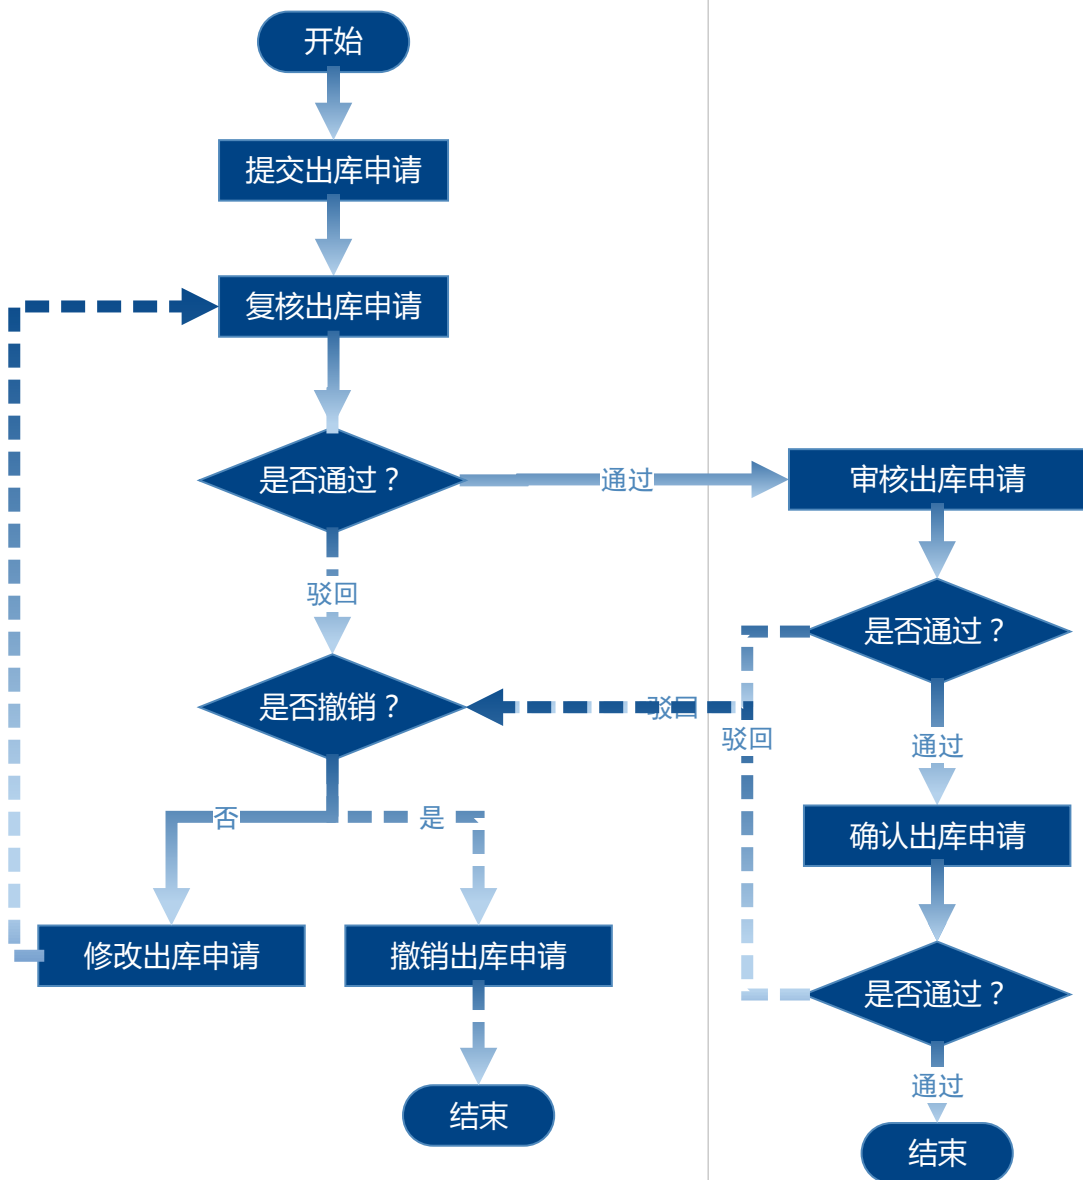 开始
提交出库申请
复核出库申请
是否通过？
通过
审核出库申请
驳回
是否通过？
是否撤销？
驳回
驳回
通过
否
是
确认出库申请
修改出库申请
撤销出库申请
是否通过？
通过
结束
结束